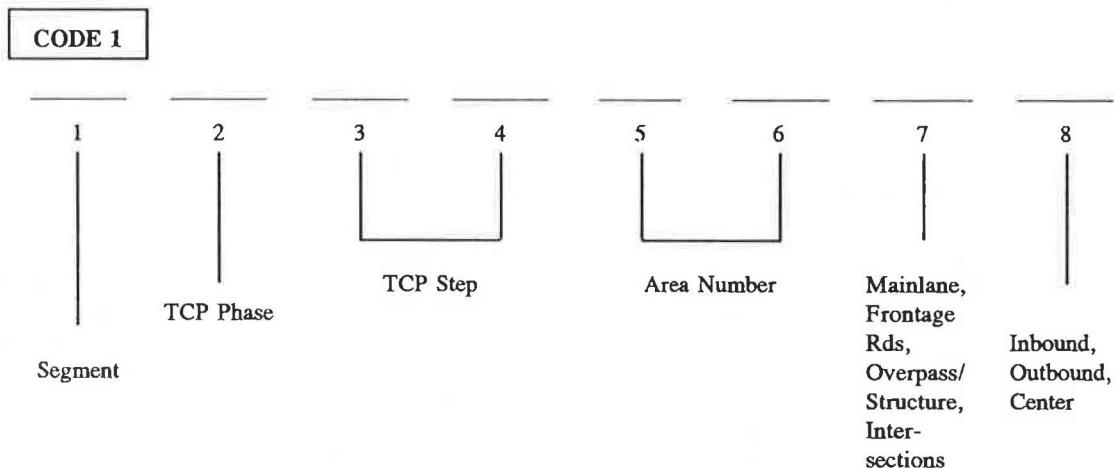 CODE 1
1 2 3 4 5 6 7 8
TCP Step
Area Number
TCP Phase
Segment
Mainlane,
Frontage
Rds,
Overpass/
Structure,
Inter-
sections
Inbound,
Outbound,
Center